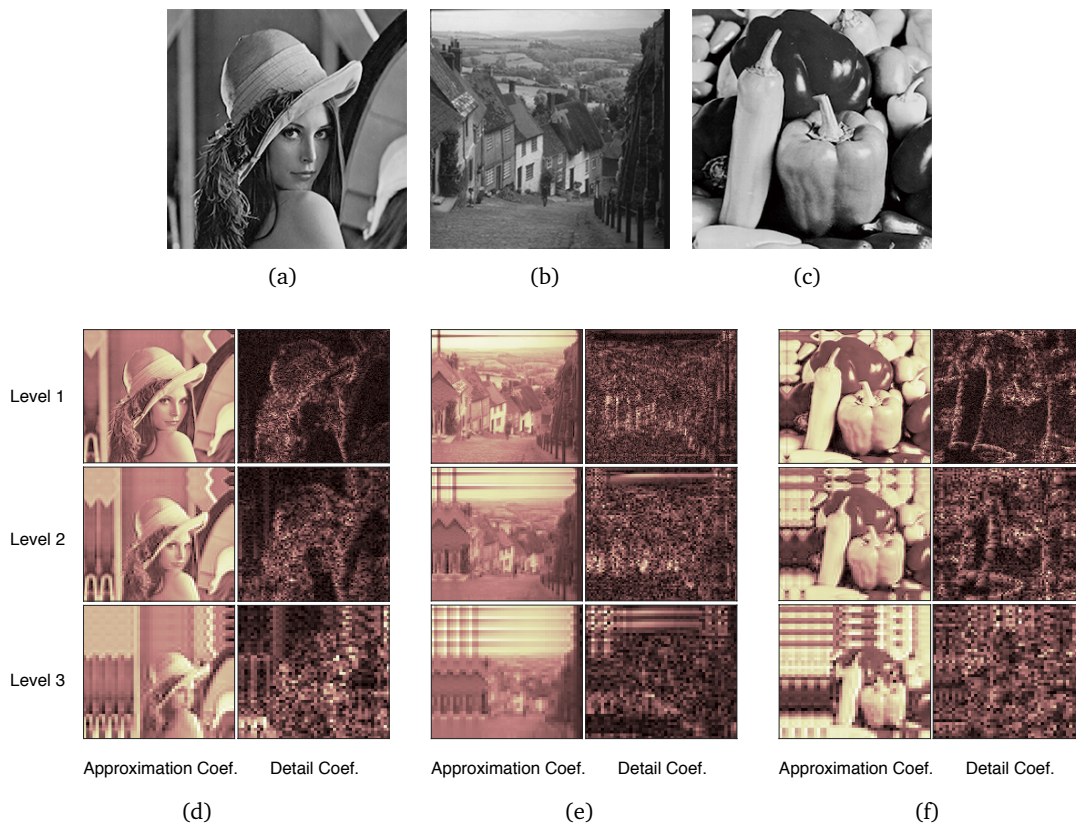 (a) (b) (c)
Level 1
Level 2
Level 3
Approximation Coef. Detail Coef. Approximation Coef. Detail Coef. Approximation Coef. Detail Coef.
(d) (e) (f)